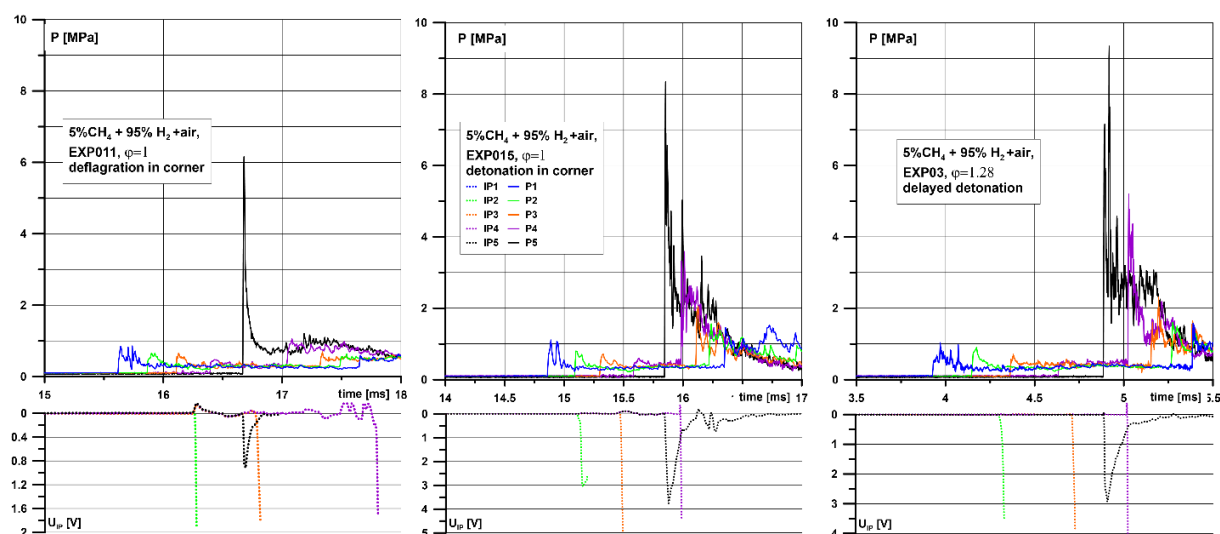 P [MPa]
10
8
6
4
2
0
5%CH₄ + 95% H₂ +air,
EXP011, φ=1
deflagration in corner
15
16
17
18
time [ms]
0
0.4
0.8
1.2
1.6
2
U_IP [V]
P [MPa]
10
8
6
4
2
0
5%CH₄ + 95% H₂ +air,
EXP015, φ=1
detonation in corner
IP1 P1
IP2 P2
IP3 P3
IP4 P4
IP5 P5
14
14.5
15
15.5
16
16.5
17
time [ms]
0
1
2
3
4
5
U_IP [V]
P [MPa]
10
8
6
4
2
0
5%CH₄ + 95% H₂ +air,
EXP03, φ=1.28
delayed detonation
3.5
4
4.5
5
5.5
time [ms]
0
1
2
3
4
U_IP [V]